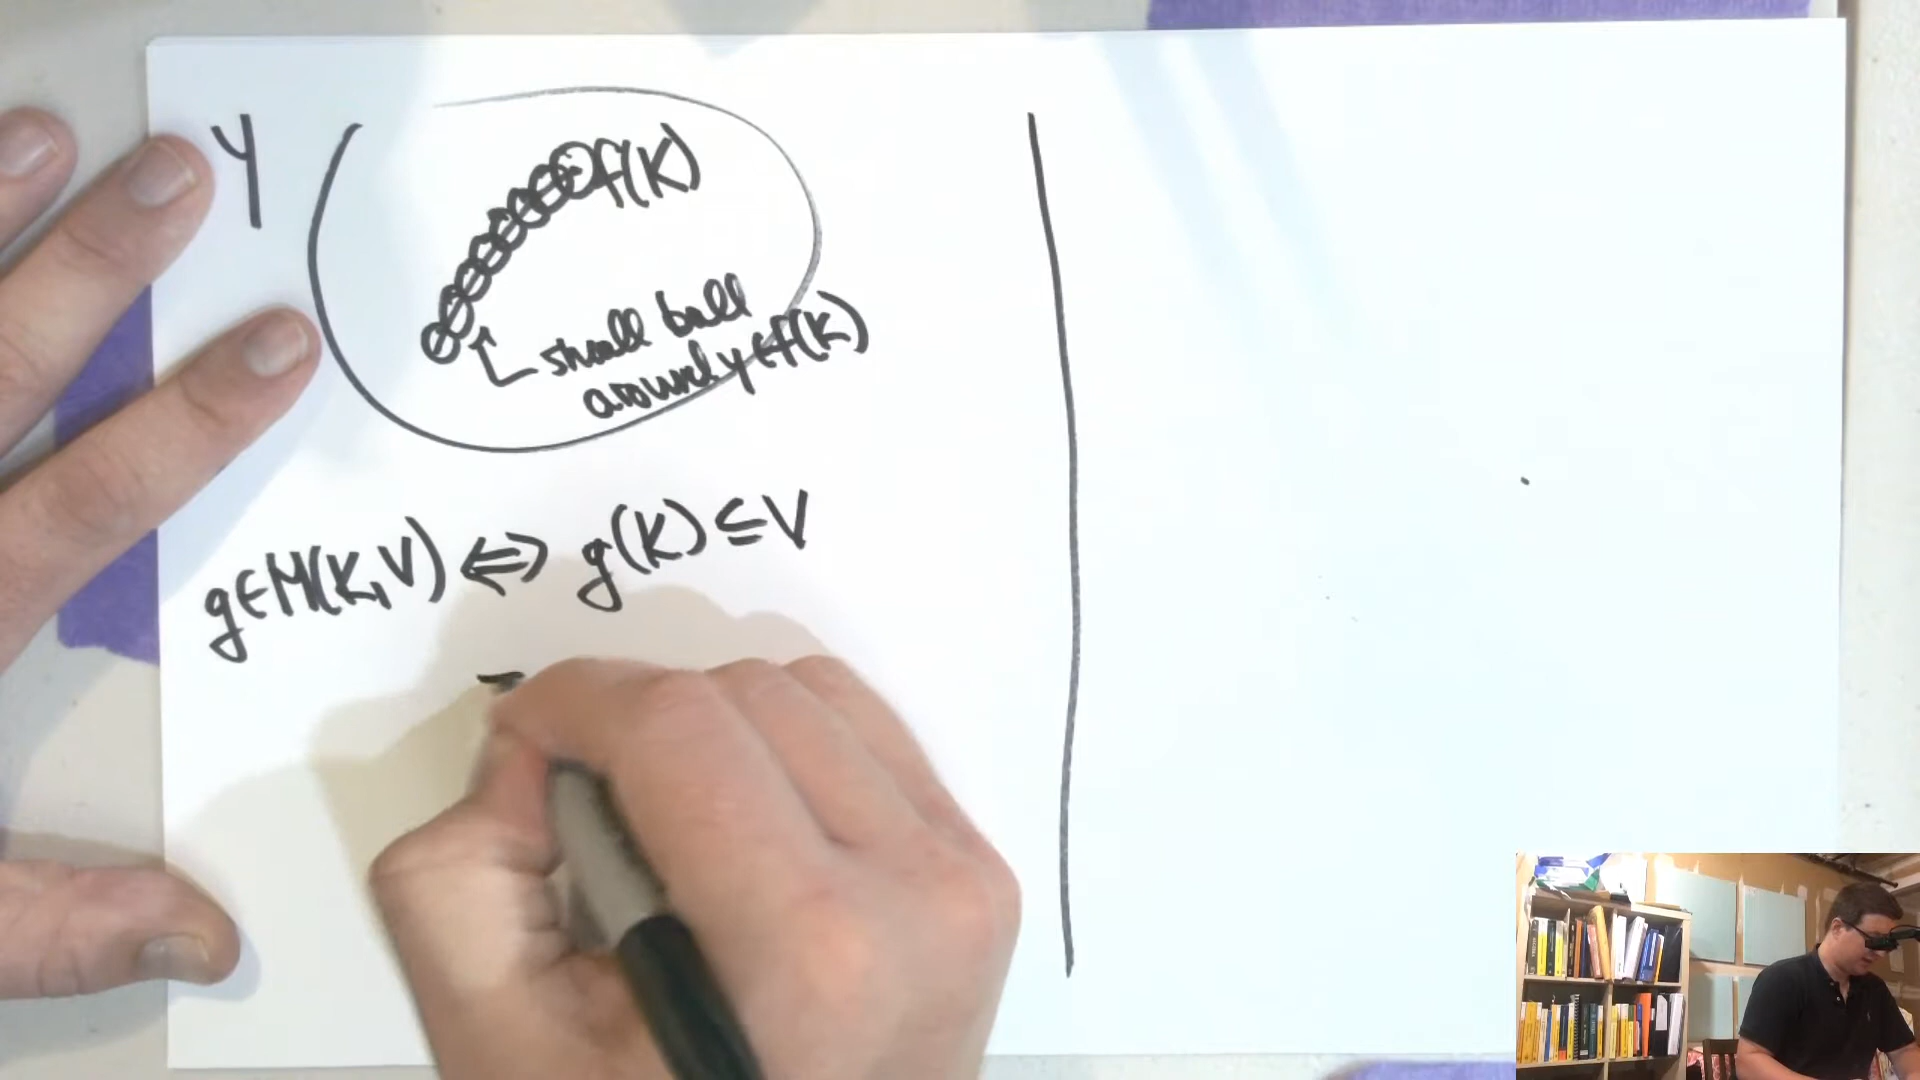 Y
f(K)
small ball
around y ∈ f(K)
g ∈ M(K, V) ⇔ g(K) ⊆ V